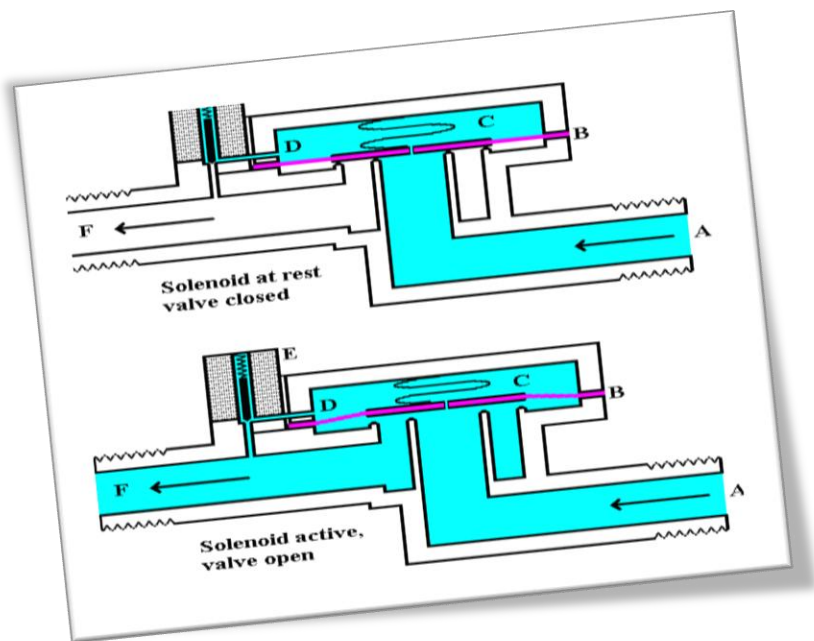 C
B
D
F
A
Solenoid at rest
valve closed
E
C
D
B
F
A
Solenoid active,
valve open